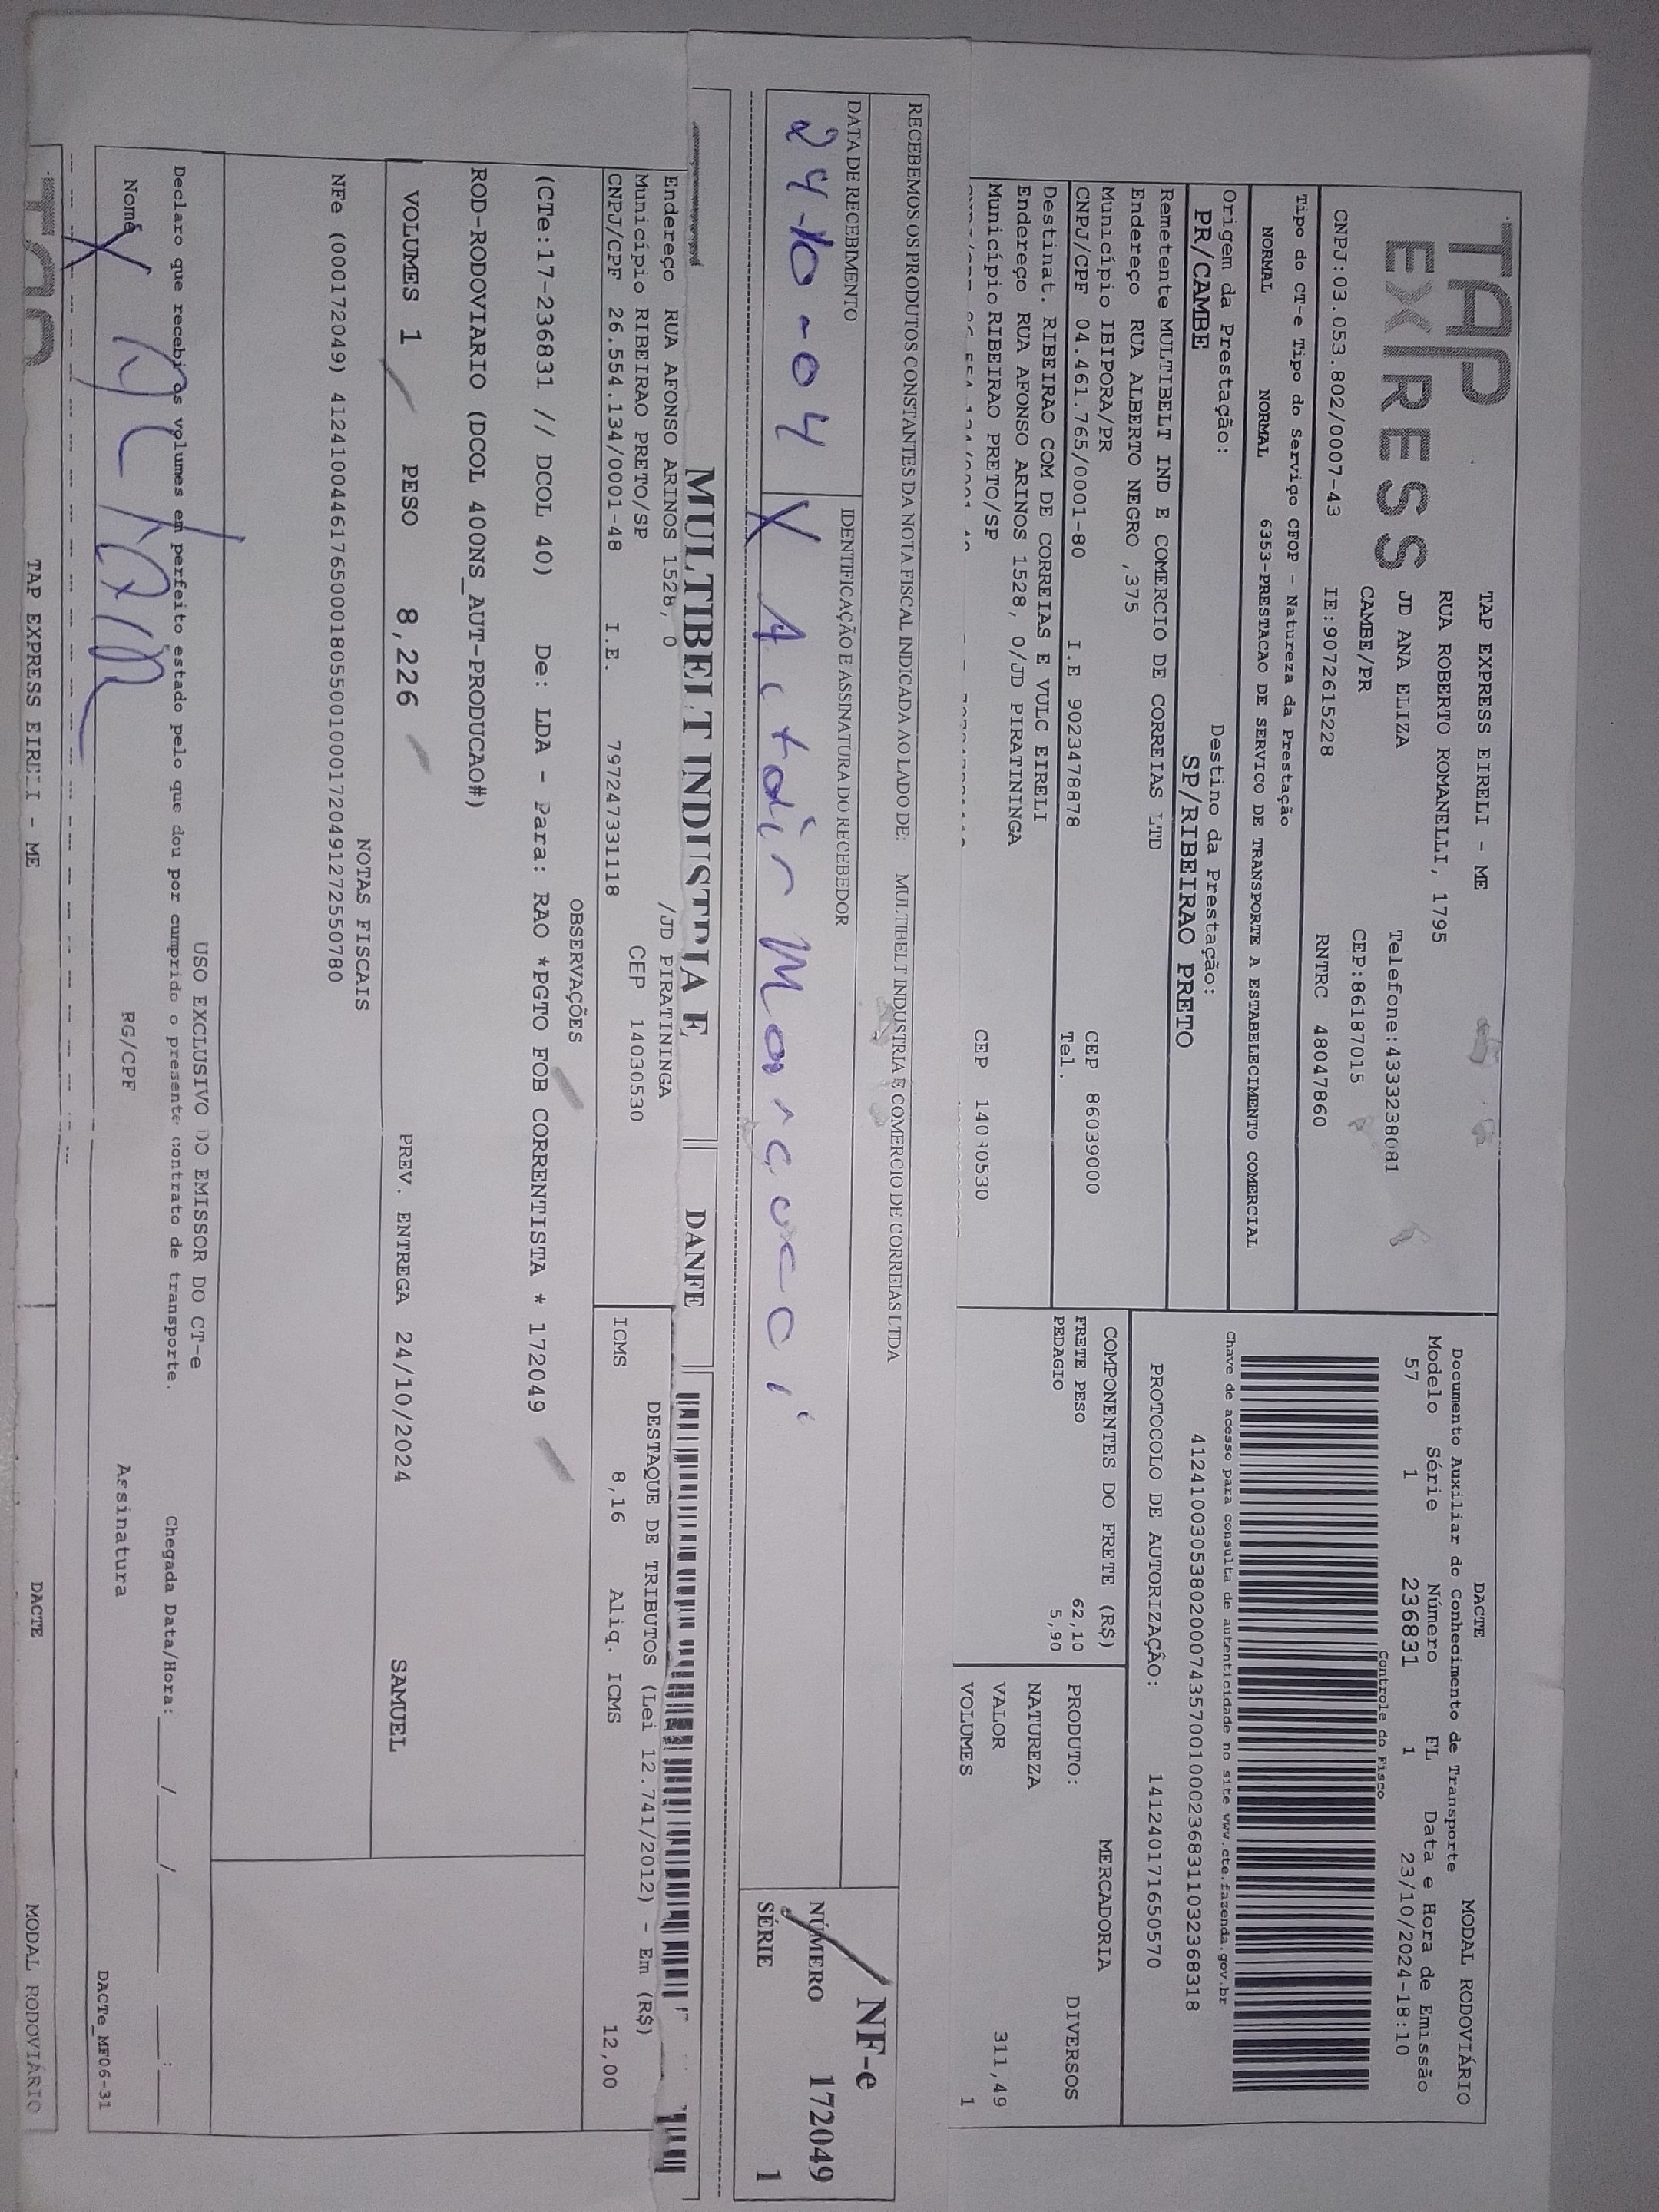 TAP
EXPRESS
TAP EXPRESS EIRELI - ME
RUA ROBERTO ROMANELLI, 1795
JD ANA ELIZA Telefone:4333238081
CAMBE/PR CEP:86187015
CNPJ:03.053.802/0007-43 IE:9072615228 RNTRC 48047860
Tipo do CT-e Tipo do Serviço CFOP - Natureza da Prestação
NORMAL NORMAL 6353-PRESTACAO DE SERVICO DE TRANSPORTE A ESTABELECIMENTO COMERCIAL
Origem da Prestação: Destino da Prestação:
PR/CAMBE SP/RIBEIRAO PRETO
Remetente MULTIBELT IND E COMERCIO DE CORREIAS LTD
Endereço RUA ALBERTO NEGRO ,375
Município IBIPORA/PR CEP 86039000
CNPJ/CPF 04.461.765/0001-80 I.E 9023478878 Tel.
Destinat. RIBEIRAO COM DE CORREIAS E VULC EIRELI
Endereço RUA AFONSO ARINOS 1528, 0/JD PIRATININGA
Município RIBEIRAO PRETO/SP CEP 14030530
DACTE MODAL RODOVIÁRIO
Documento Auxiliar do Conhecimento de Transporte
Modelo Série Número FL Data e Hora de Emissão
57 1 236831 1 23/10/2024-18:10
Controle do Fisco
Chave de acesso para consulta de autenticidade no site www.cte.fazenda.gov.br
41241003053802000743570010002368311032368318
PROTOCOLO DE AUTORIZAÇÃO: 141240171650570
COMPONENTES DO FRETE (R$)
FRETE PESO 62,10
PEDAGIO 5,90
MERCADORIA
PRODUTO: DIVERSOS
NATUREZA
VALOR 311,49
VOLUMES 1
RECEBEMOS OS PRODUTOS CONSTANTES DA NOTA FISCAL INDICADA AO LADO DE: MULTIBELT INDUSTRIA E COMERCIO DE CORREIAS LTDA
DATA DE RECEBIMENTO IDENTIFICAÇÃO E ASSINATURA DO RECEBEDOR
24-10-04 X
NF-e
NÚMERO 172049
SÉRIE 1
MULTIBELT INDUSTRIA E DANFE
Endereço RUA AFONSO ARINOS 1528, 0 /JD PIRATININGA
Município RIBEIRAO PRETO/SP CEP 14030530
CNPJ/CPF 26.554.134/0001-48 I.E. 797247331118
DESTAQUE DE TRIBUTOS (Lei 12.741/2012) - Em (R$)
ICMS 8,16 Aliq. ICMS 12,00
OBSERVAÇÕES
(CTe:17-236831 // DCOL 40) De: LDA - Para: RAO *PGTO FOB CORRENTISTA * 172049
ROD-RODOVIARIO (DCOL 400NS_AUT-PRODUCAO#)
VOLUMES 1 PESO 8,226 PREV. ENTREGA 24/10/2024 SAMUEL
NOTAS FISCAIS
NFe (000172049) 41241004461765000180550010001720491272550780
USO EXCLUSIVO DO EMISSOR DO CT-e
Declaro que recebi os volumes em perfeito estado pelo que dou por cumprido o presente contrato de transporte. Chegada Data/Hora:____/____/______ ____:____
Nome X RG/CPF Assinatura
DACTe_MF06-31
TAP TAP EXPRESS EIRELI - ME DACTE MODAL RODOVIÁRIO